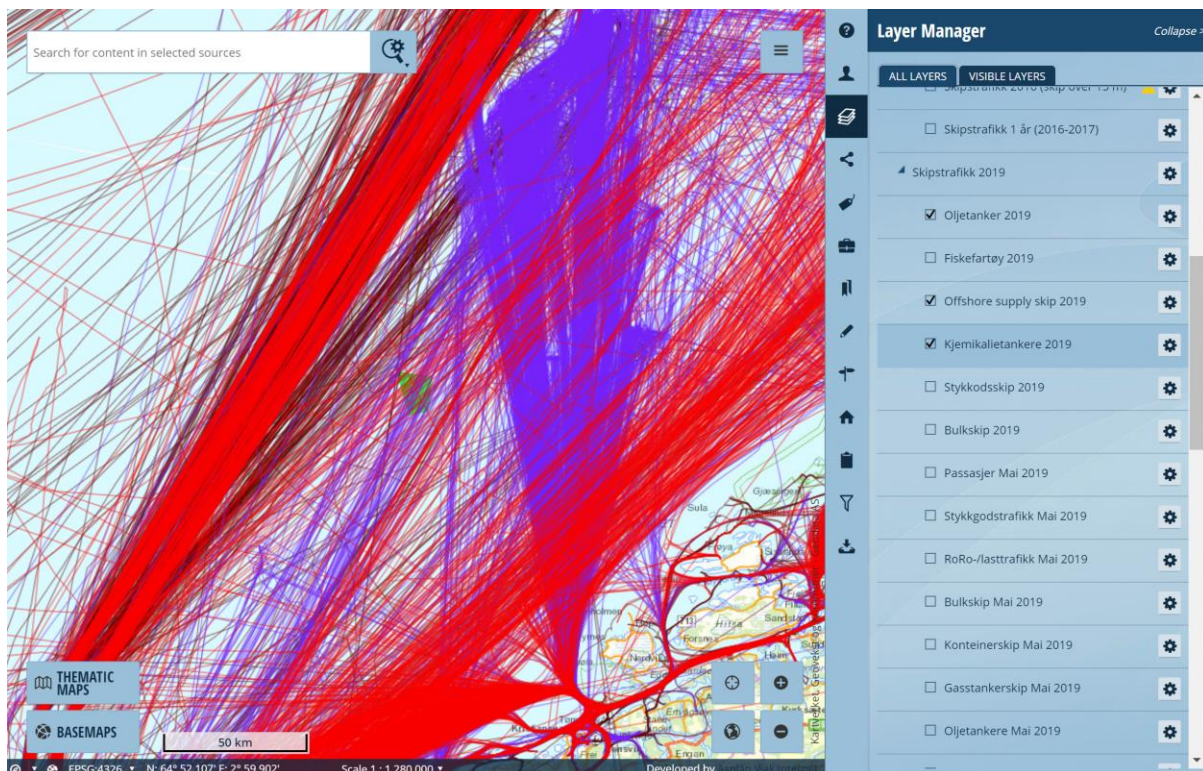 Search for content in selected sources
Layer Manager
Collapse >
ALL LAYERS
VISIBLE LAYERS
Skipstrafikk 1 år (2016-2017)
Skipstrafikk 2019
Oljetanker 2019
Fiskefartøy 2019
Offshore supply skip 2019
Kjemikalietankere 2019
Stykkodsskip 2019
Bulkskip 2019
Passasjer Mai 2019
Stykkgodstrafikk Mai 2019
RoRo-/lasttrafikk Mai 2019
Bulkskip Mai 2019
Konteinerskip Mai 2019
Gasstankerskip Mai 2019
Oljetankere Mai 2019
Sula
Hitsa
Forsnes
Engan
Frei
THEMATIC
MAPS
BASEMAPS
50 km
EPSG:4326
N: 64° 52.107' E: 2° 59.902'
Scale 1 : 1 280 000
Developed by